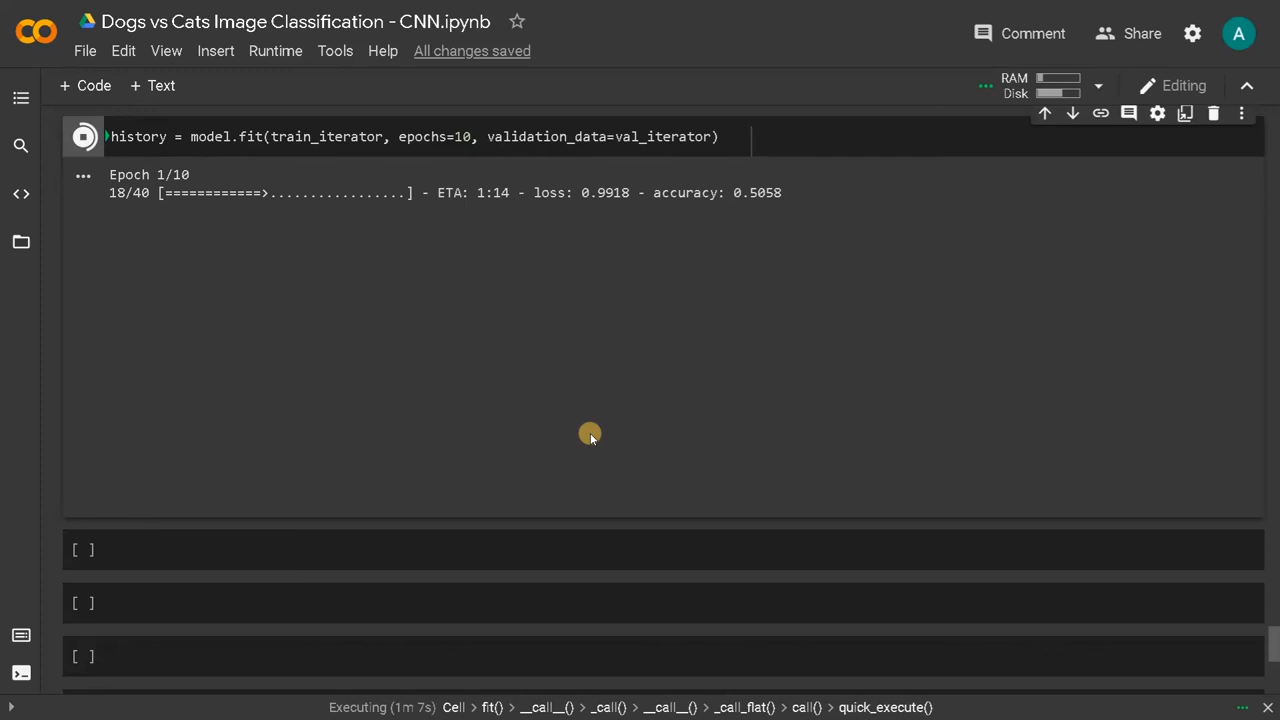 Dogs vs Cats Image Classification - CNN.ipynb
File Edit View Insert Runtime Tools Help All changes saved
Comment Share A
+ Code + Text
RAM
Disk
Editing
history = model.fit(train_iterator, epochs=10, validation_data=val_iterator)
Epoch 1/10
18/40 [============>.................] - ETA: 1:14 - loss: 0.9918 - accuracy: 0.5058
[ ]
[ ]
[ ]
Executing (1m 7s) Cell > fit() > __call__() > _call() > __call__() > _call_flat() > call() > quick_execute()